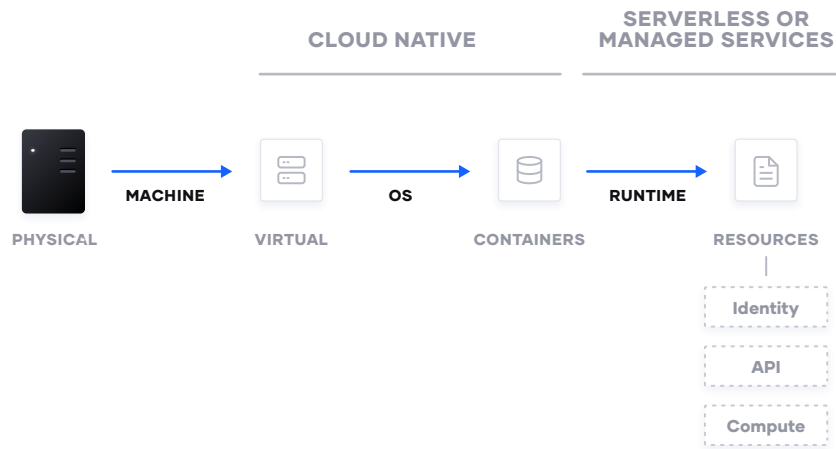 CLOUD NATIVE
SERVERLESS OR
MANAGED SERVICES
MACHINE
OS
RUNTIME
PHYSICAL
VIRTUAL
CONTAINERS
RESOURCES
Identity
API
Compute